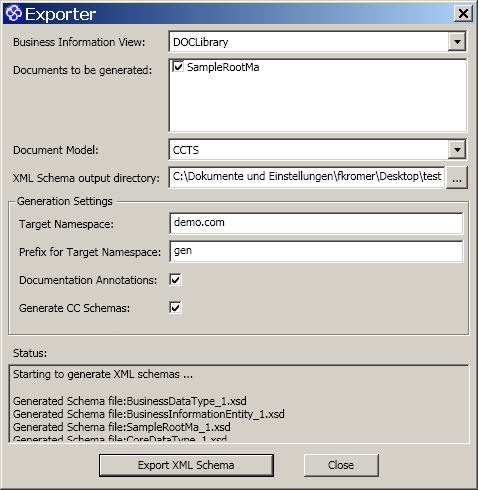 Exporter
Business Information View: DOCLibrary
Documents to be generated: SampleRootMa
Document Model: CCTS
XML Schema output directory: C:\Dokumente und Einstellungen\fkromer\Desktop\test ...
Generation Settings
Target Namespace: demo.com
Prefix for Target Namespace: gen
Documentation Annotations:
Generate CC Schemas:
Status:
Starting to generate XML schemas ...
Generated Schema file:BusinessDataType_1.xsd
Generated Schema file:BusinessInformationEntity_1.xsd
Generated Schema file:SampleRootMa_1.xsd
Generated Schema file:CoreDataType_1.xsd
Export XML Schema Close